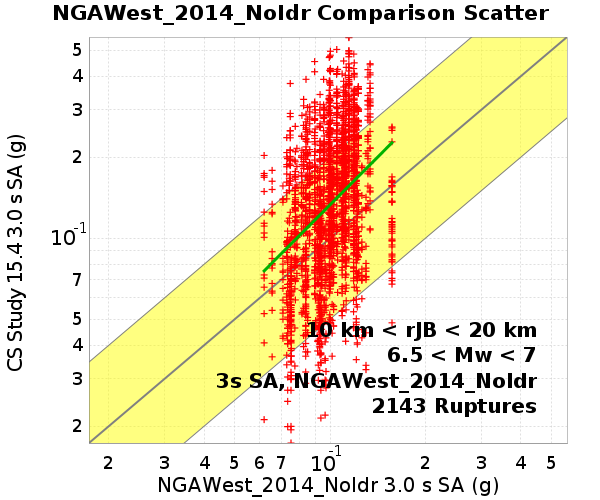 NGAWest_2014_NoIdr Comparison Scatter
CS Study 15.4 3.0 s SA (g)
5
4
3
2
10⁻¹
7
5
4
3
2
10 km < rJB < 20 km
6.5 < Mw < 7
3s SA, NGAWest_2014_NoIdr
2143 Ruptures
2 3 4 5 6 7 10⁻¹ 2 3 4 5
NGAWest_2014_NoIdr 3.0 s SA (g)